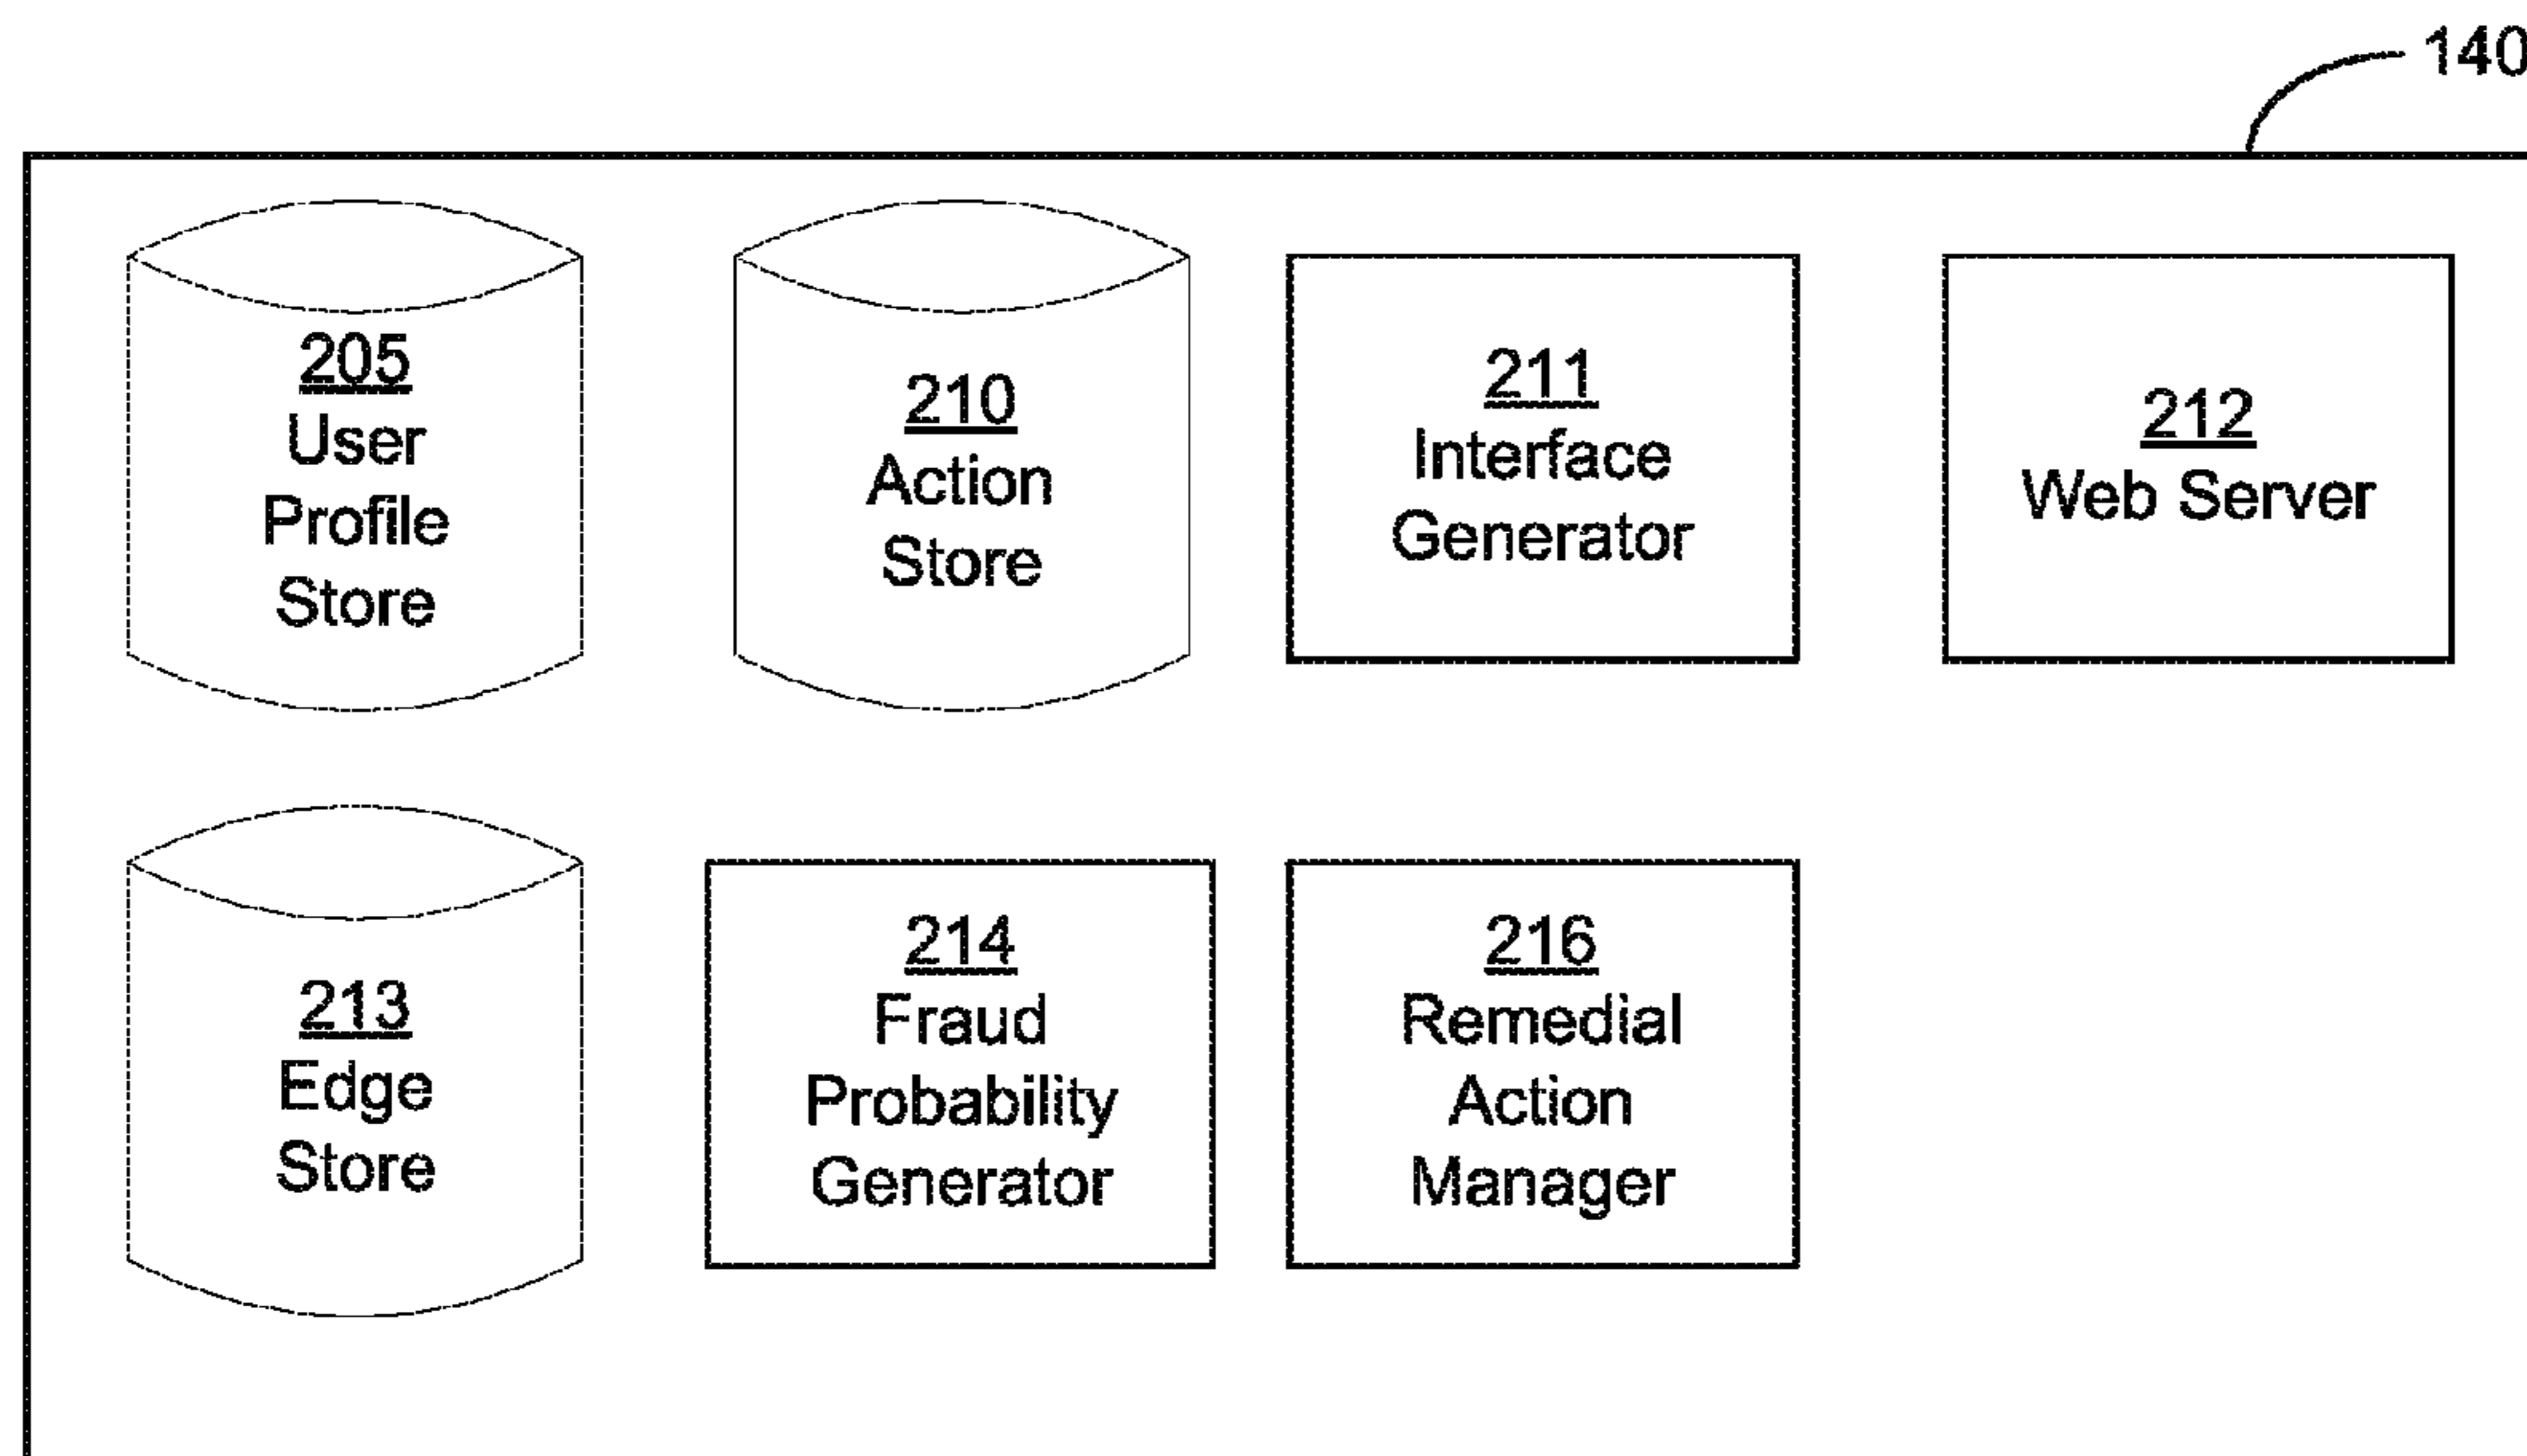 140
205
User
Profile
Store
210
Action
Store
211
Interface
Generator
212
Web Server
213
Edge
Store
214
Fraud
Probability
Generator
216
Remedial
Action
Manager